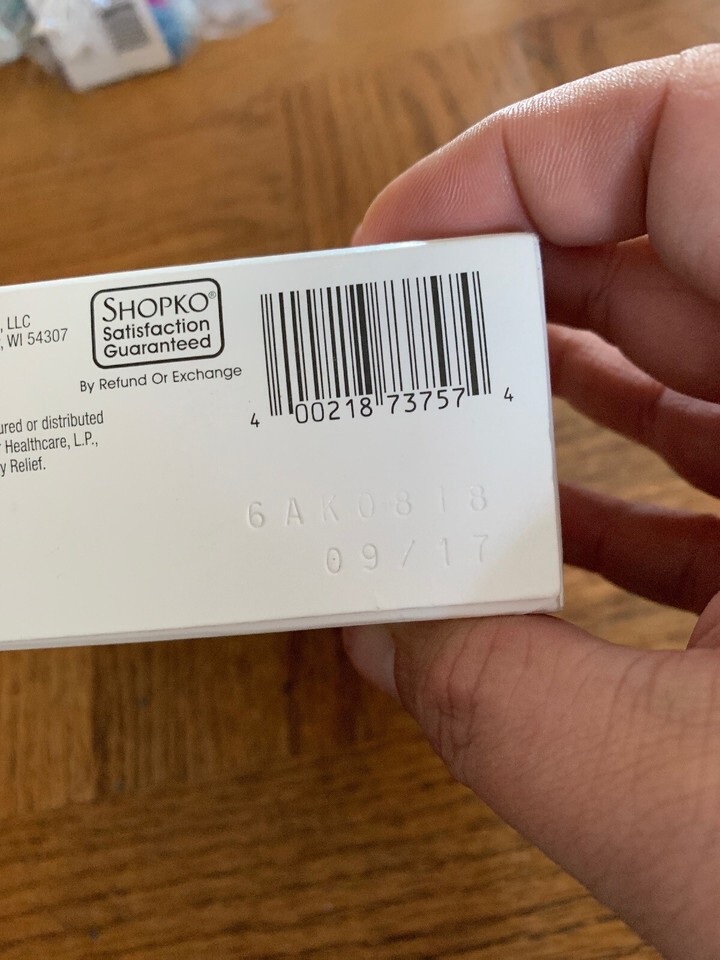 , LLC
, WI 54307
SHOPKO®
Satisfaction
Guaranteed
By Refund Or Exchange
ured or distributed
r Healthcare, L.P.,
y Relief.
4 00218 73757 4
6AK0818
09/17